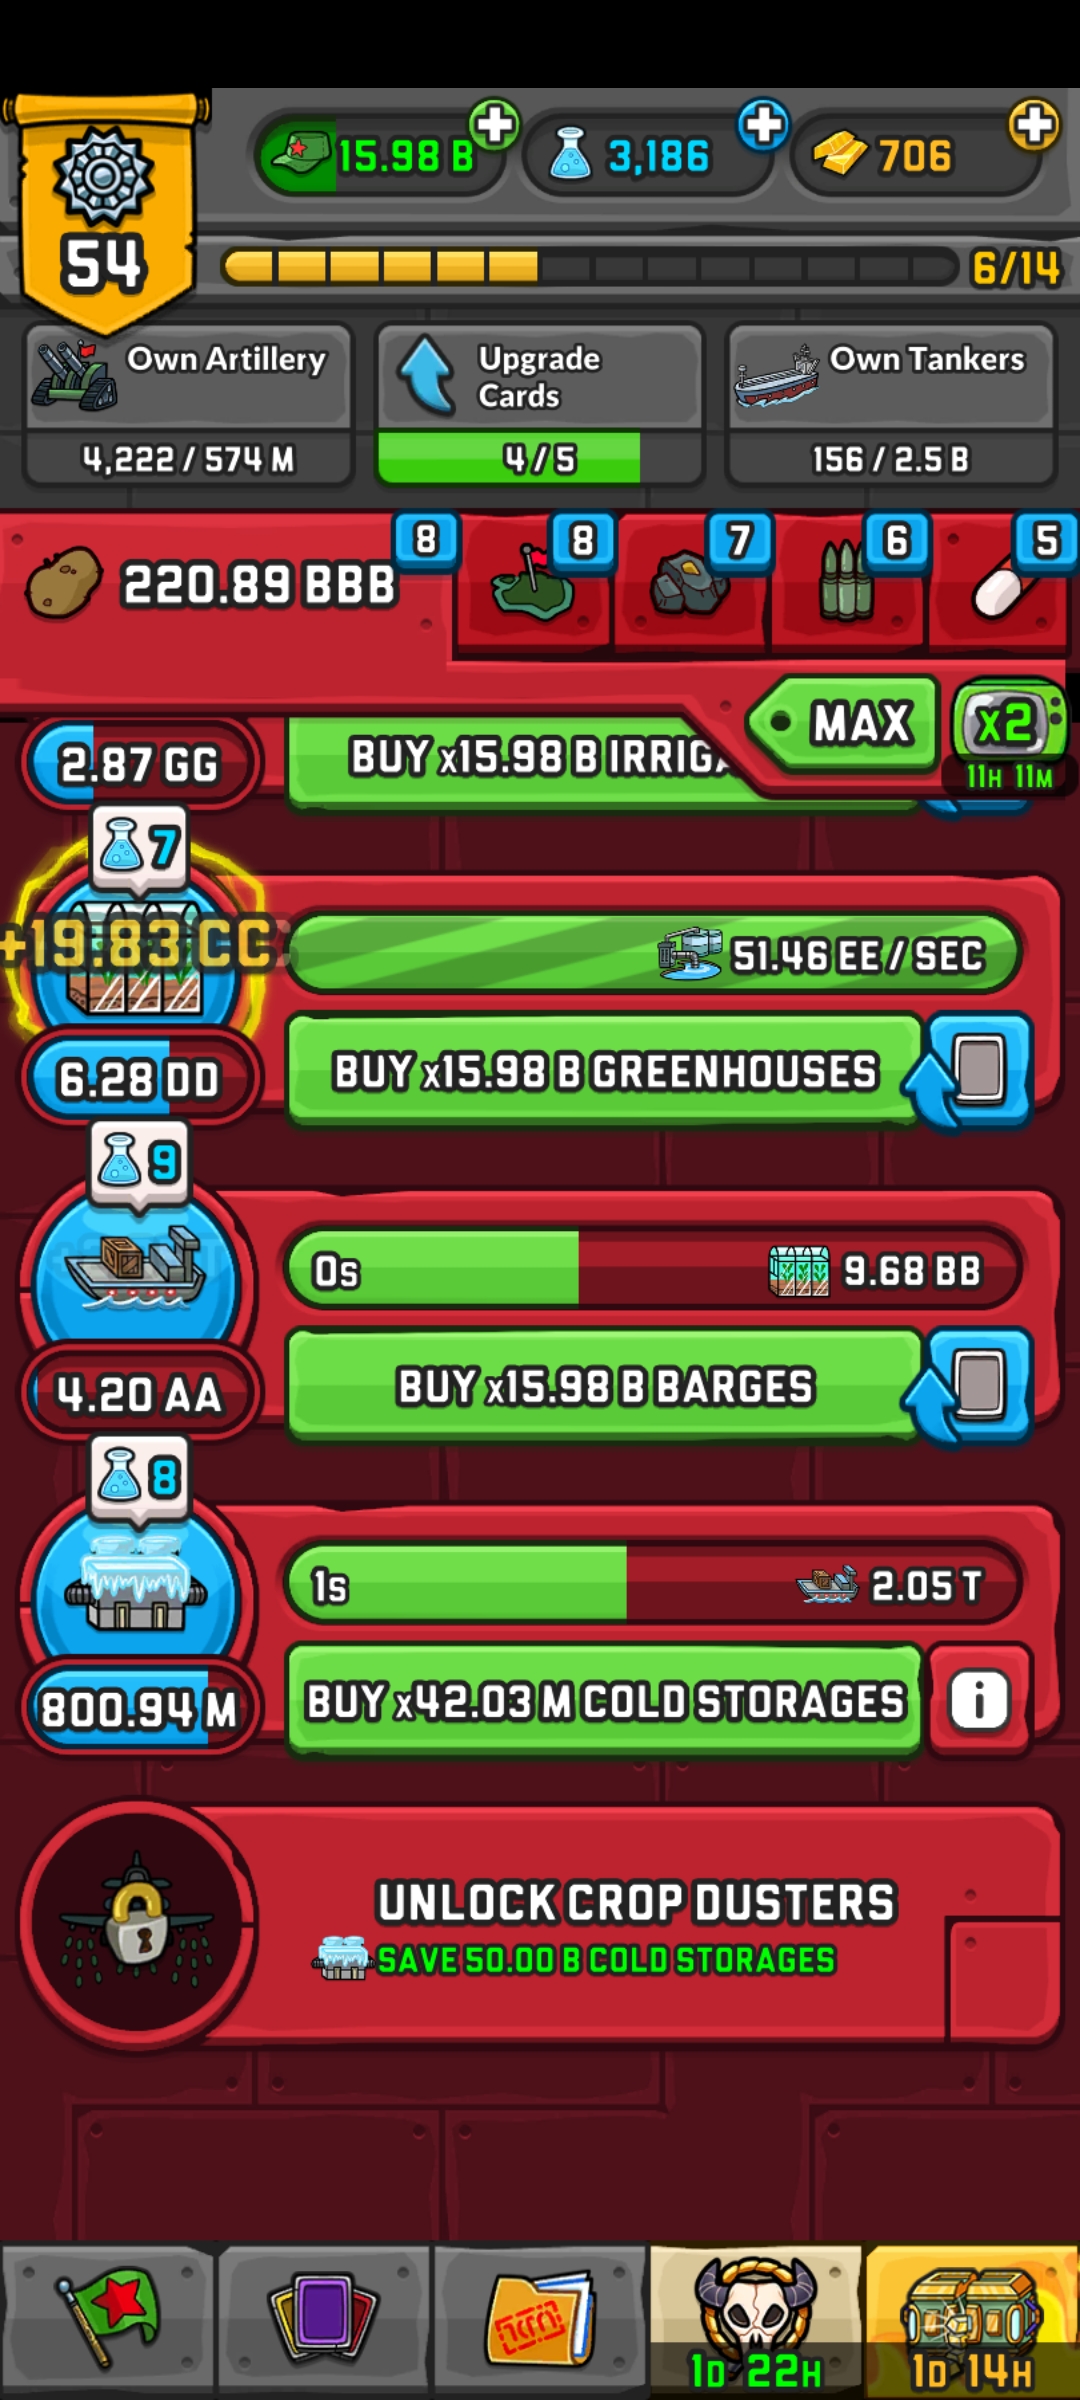 15.98 B
3,186
706
54
6/14
Own Artillery
4,222 / 574 M
Upgrade
Cards
4 / 5
Own Tankers
156 / 2.5 B
220.89 BBB
8
8
7
6
5
MAX
x2
11H 11M
2.87 GG
BUY x15.98 B
7
+19.83 CC
51.46 EE / SEC
6.28 DD
BUY x15.98 B GREENHOUSES
9
0s
9.68 BB
4.20 AA
BUY x15.98 B BARGES
8
1s
2.05 T
800.94 M
BUY x42.03 M COLD STORAGES
i
UNLOCK CROP DUSTERS
SAVE 50.00 B COLD STORAGES
1D 22H
1D 14H